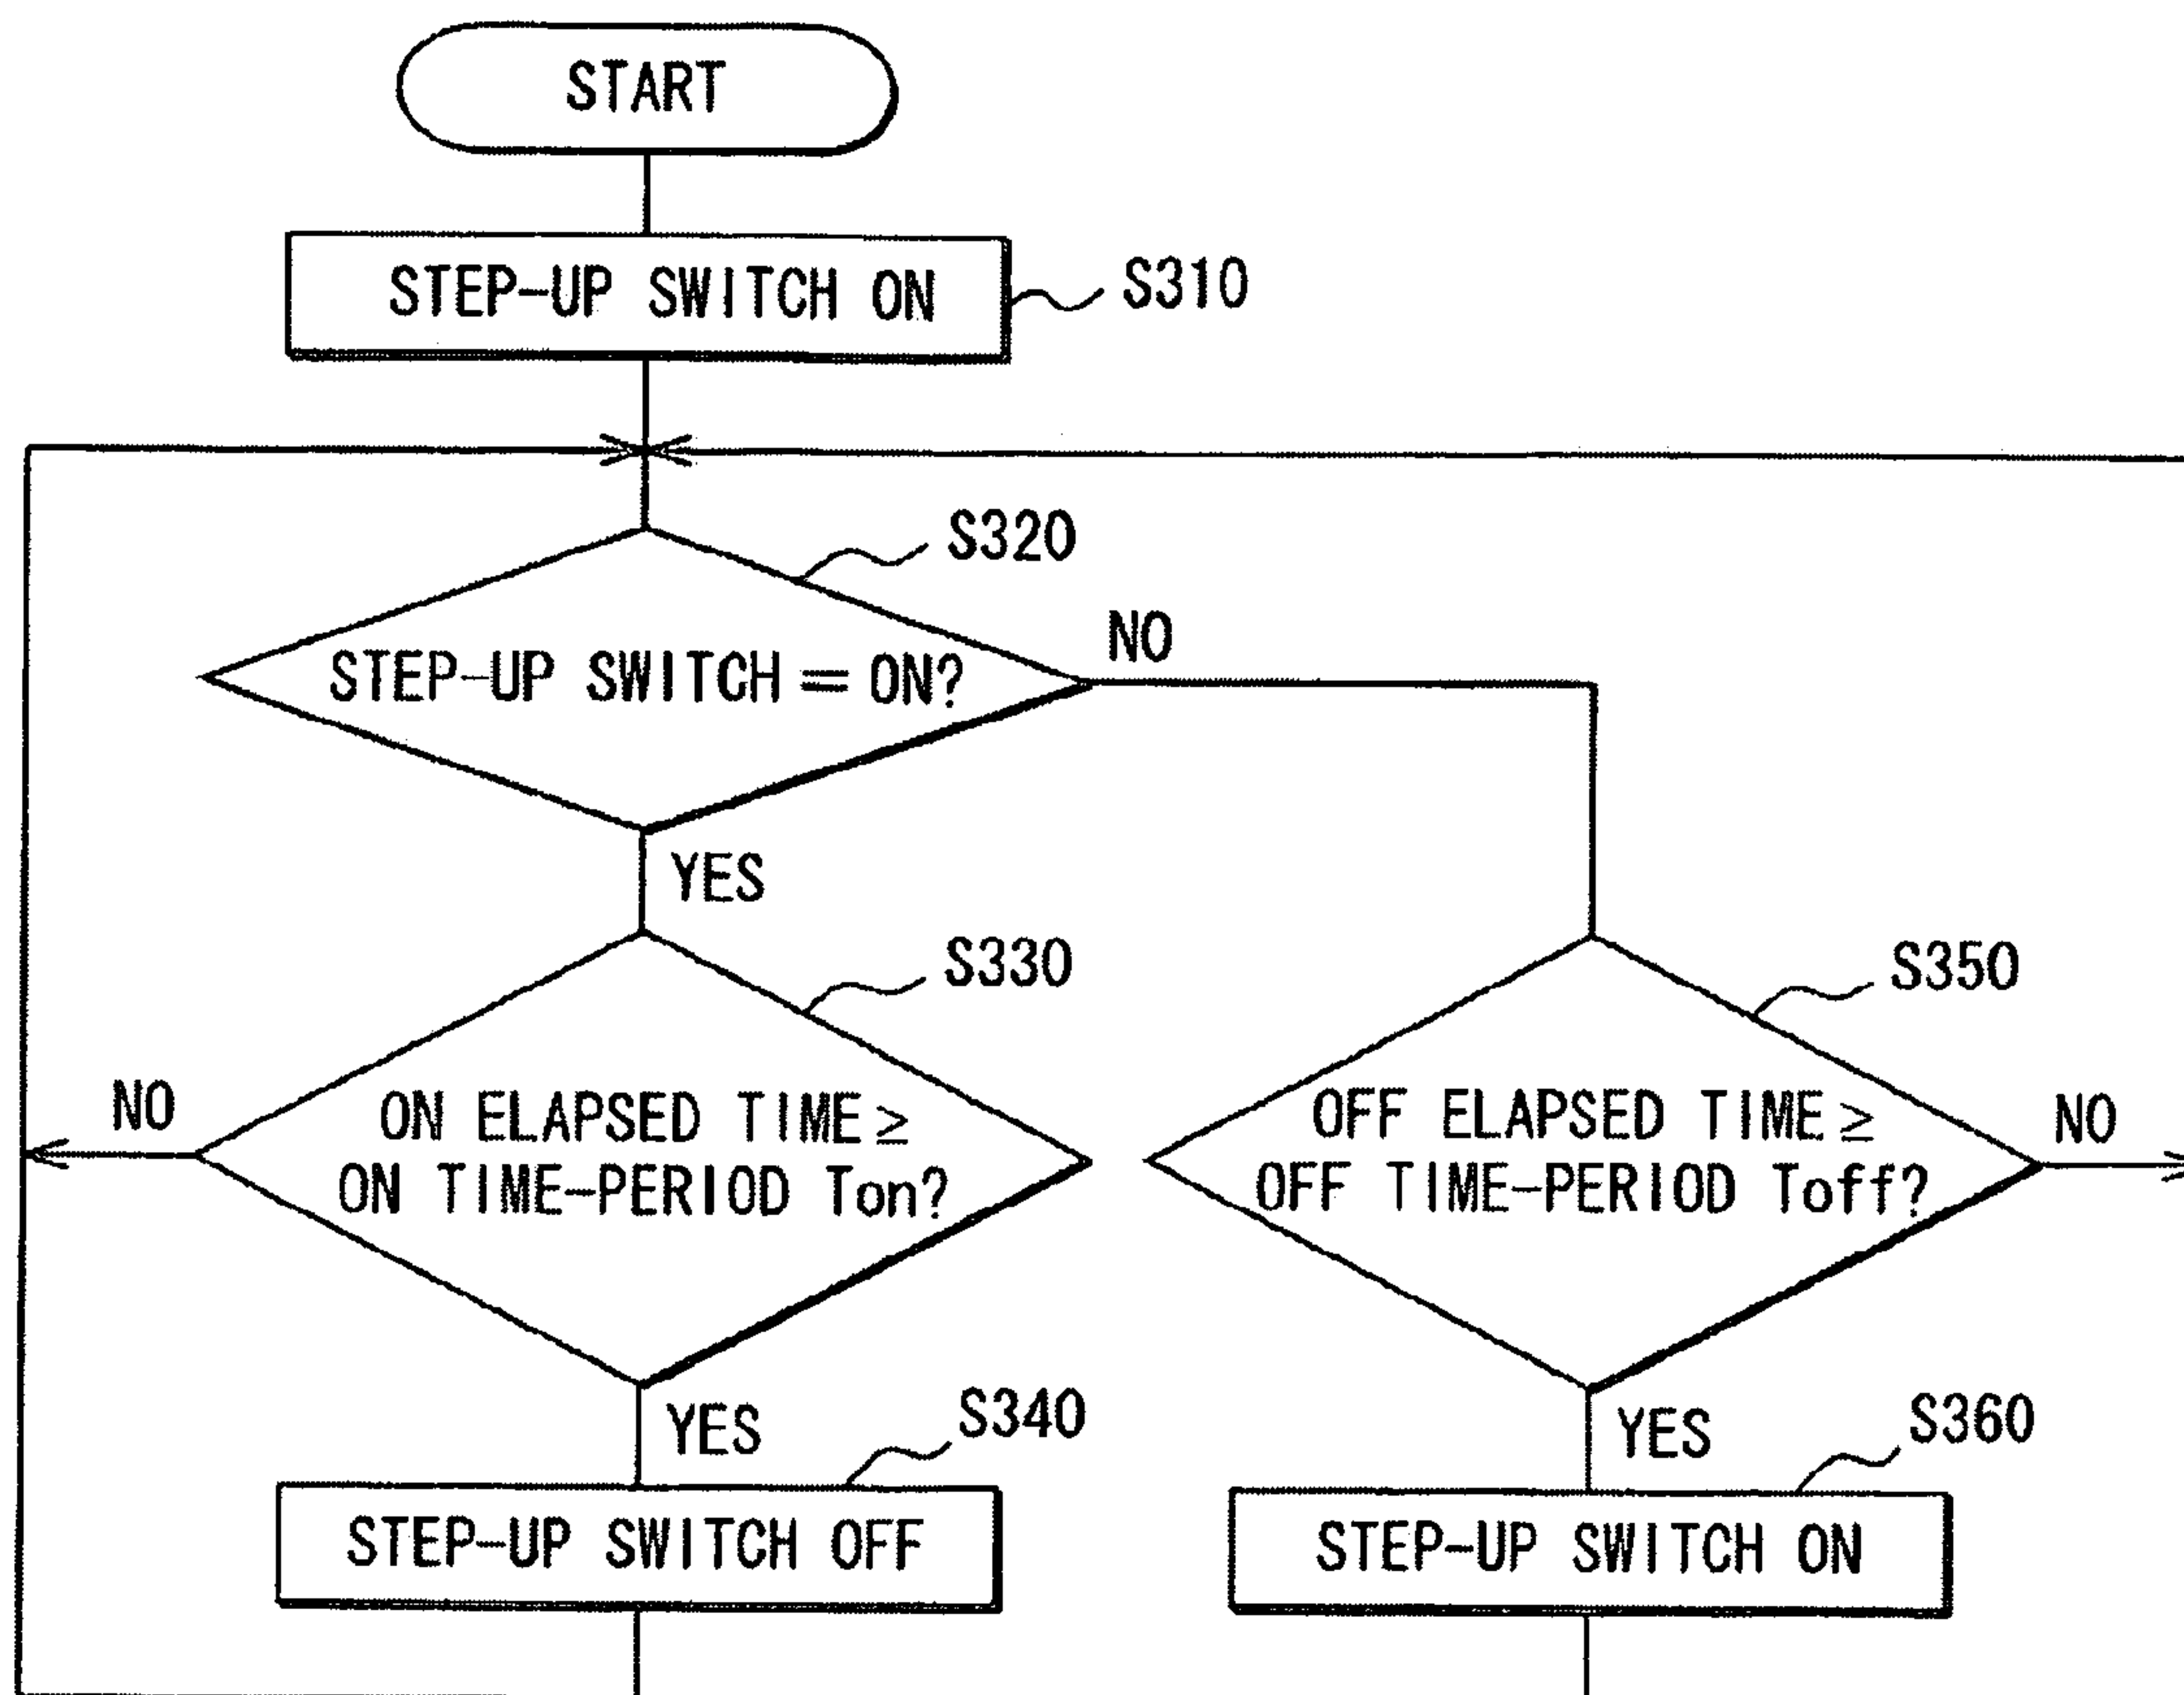 START
STEP-UP SWITCH ON
S310
S320
STEP-UP SWITCH = ON?
NO
YES
S330
ON ELAPSED TIME ≥
ON TIME-PERIOD Ton?
NO
YES
S340
STEP-UP SWITCH OFF
S350
OFF ELAPSED TIME ≥
OFF TIME-PERIOD Toff?
NO
YES
S360
STEP-UP SWITCH ON